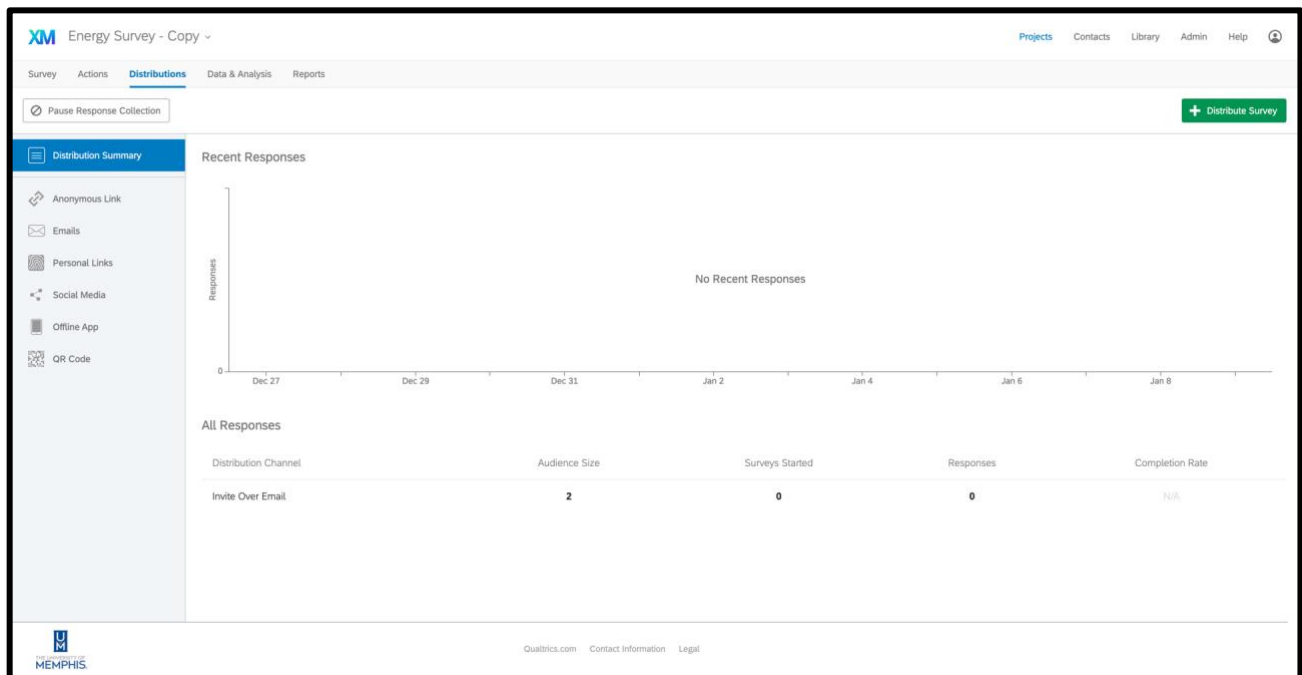 XM Energy Survey - Copy
Projects Contacts Library Admin Help
Survey Actions Distributions Data & Analysis Reports
Pause Response Collection
+ Distribute Survey
Distribution Summary
Anonymous Link
Emails
Personal Links
Social Media
Offline App
QR Code
Recent Responses
Responses
No Recent Responses
0
Dec 27 Dec 29 Dec 31 Jan 2 Jan 4 Jan 6 Jan 8
All Responses
Distribution Channel Audience Size Surveys Started Responses Completion Rate
Invite Over Email 2 0 0 N/A
UM
THE UNIVERSITY OF
MEMPHIS.
Qualtrics.com Contact Information Legal